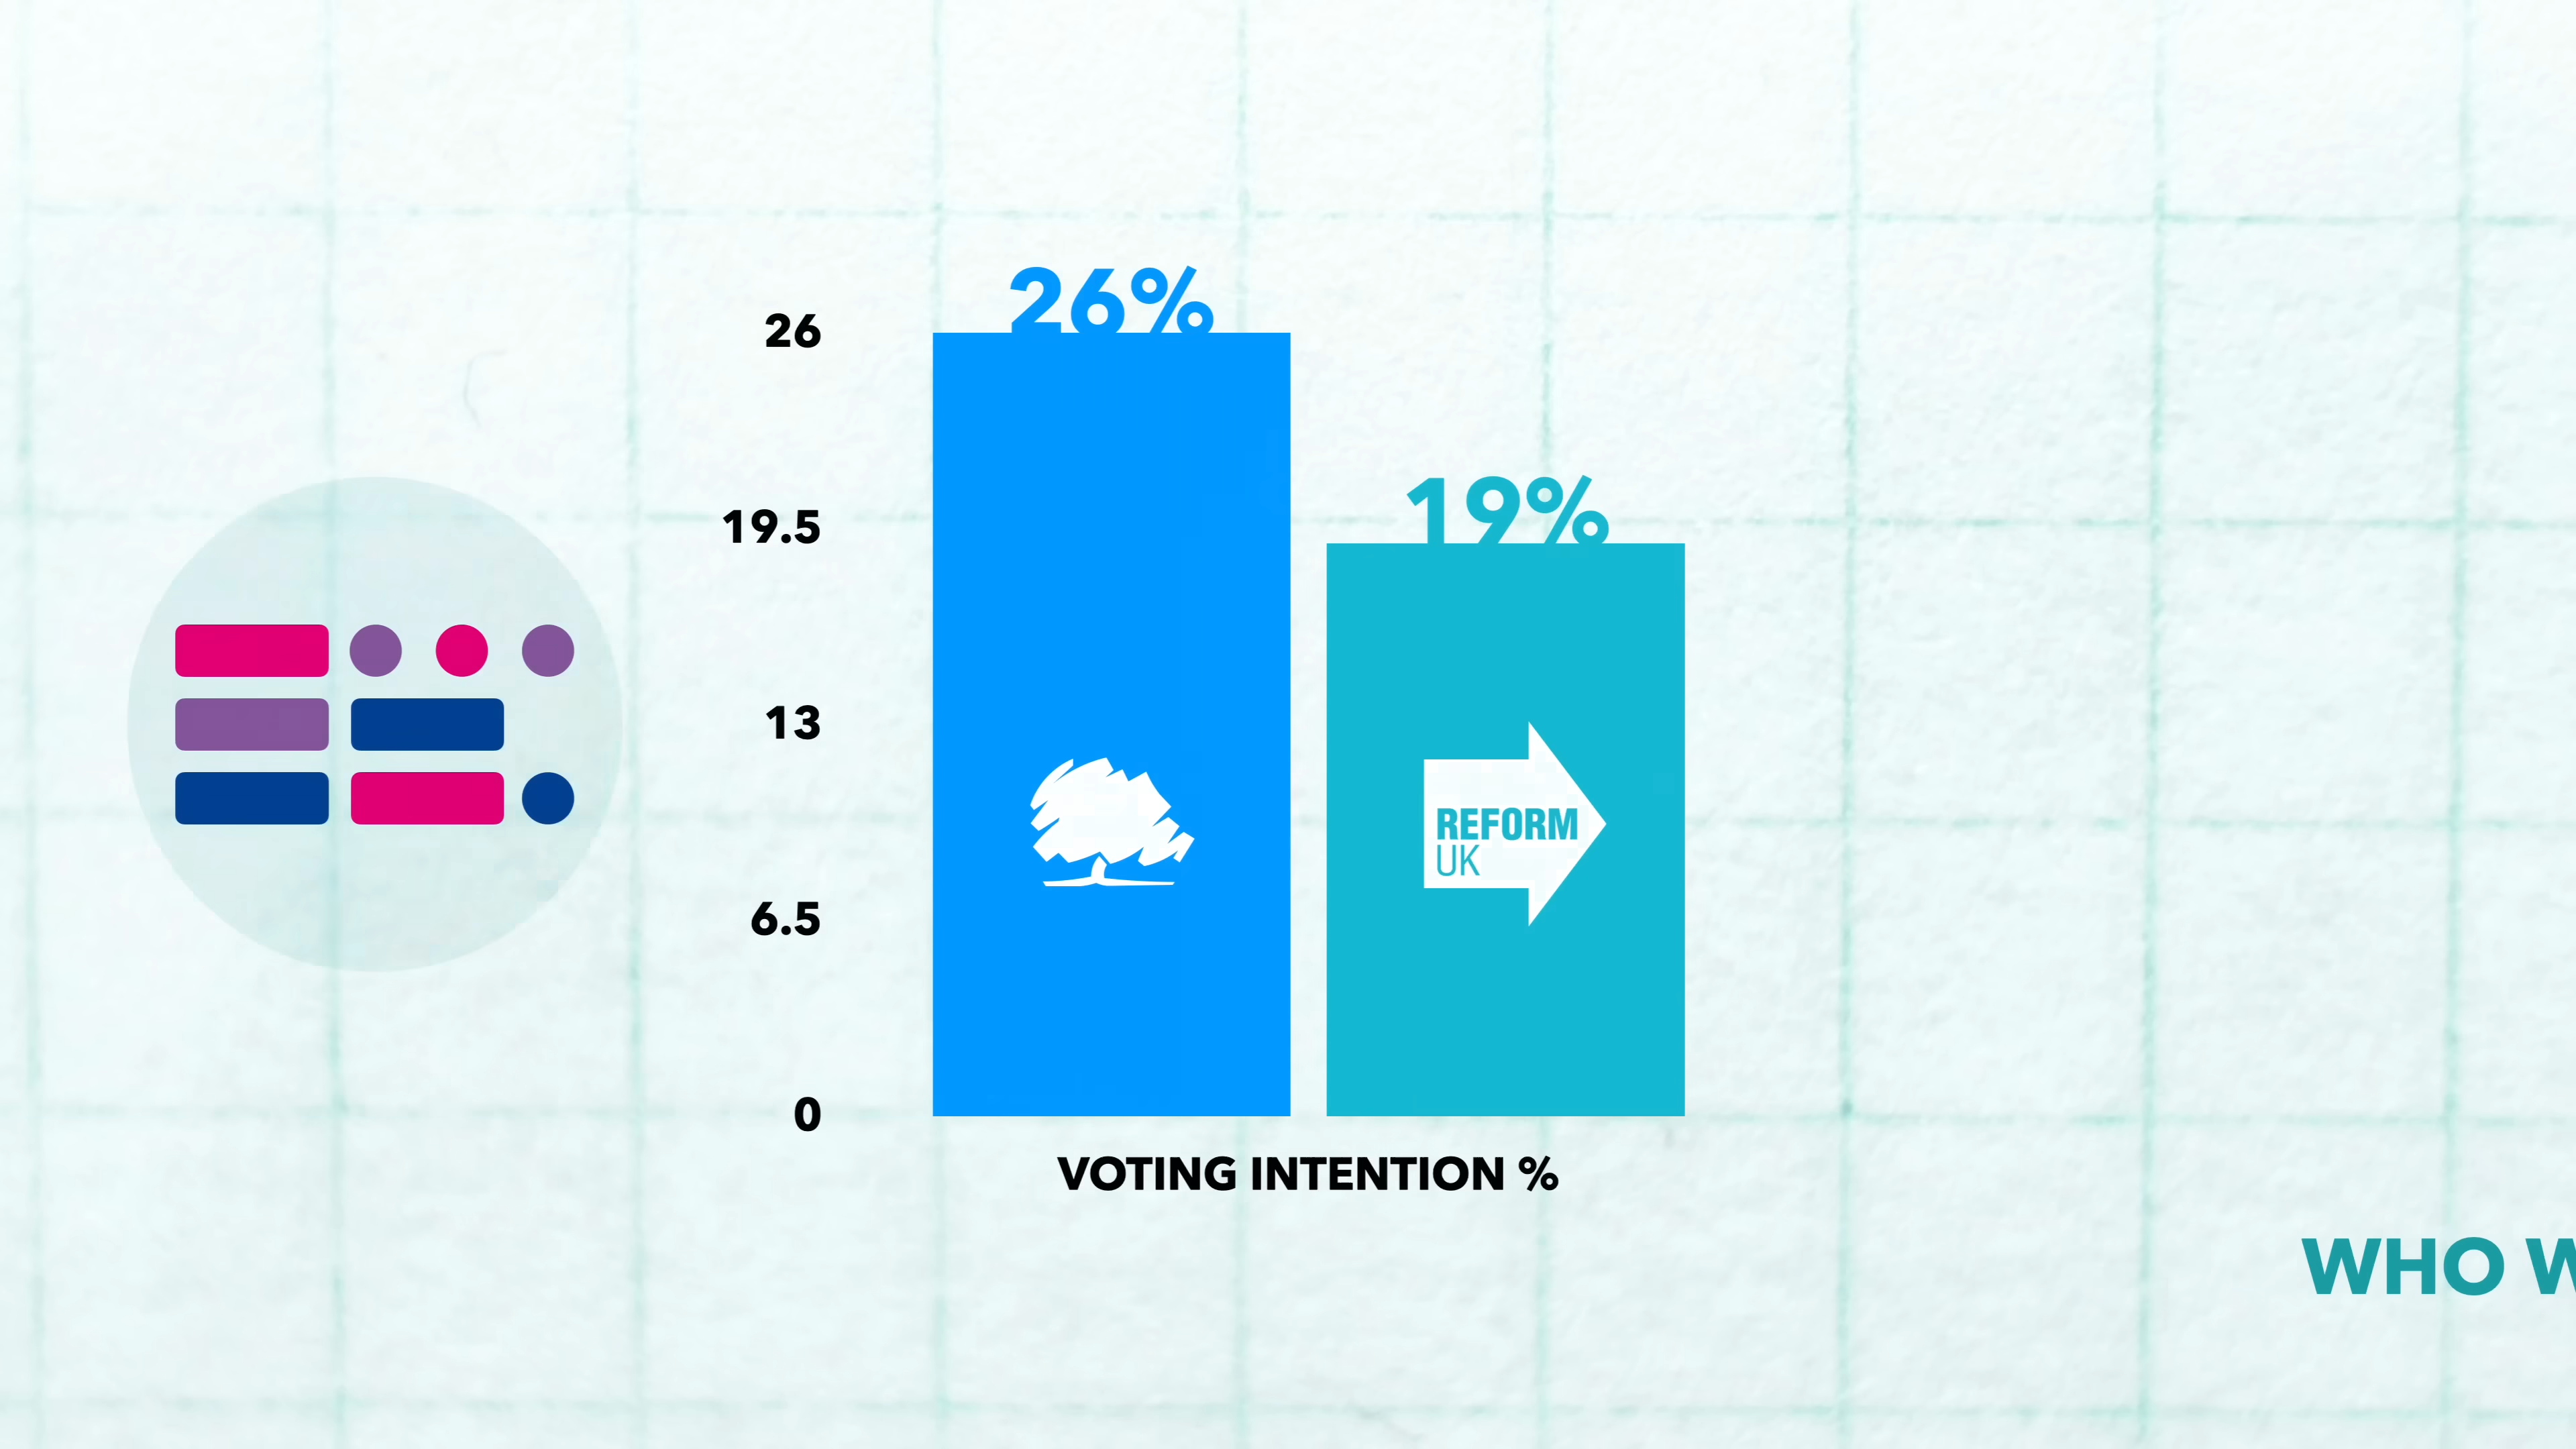 26%
26
19%
19.5
13
REFORM
UK
6.5
0
VOTING INTENTION %
WHO